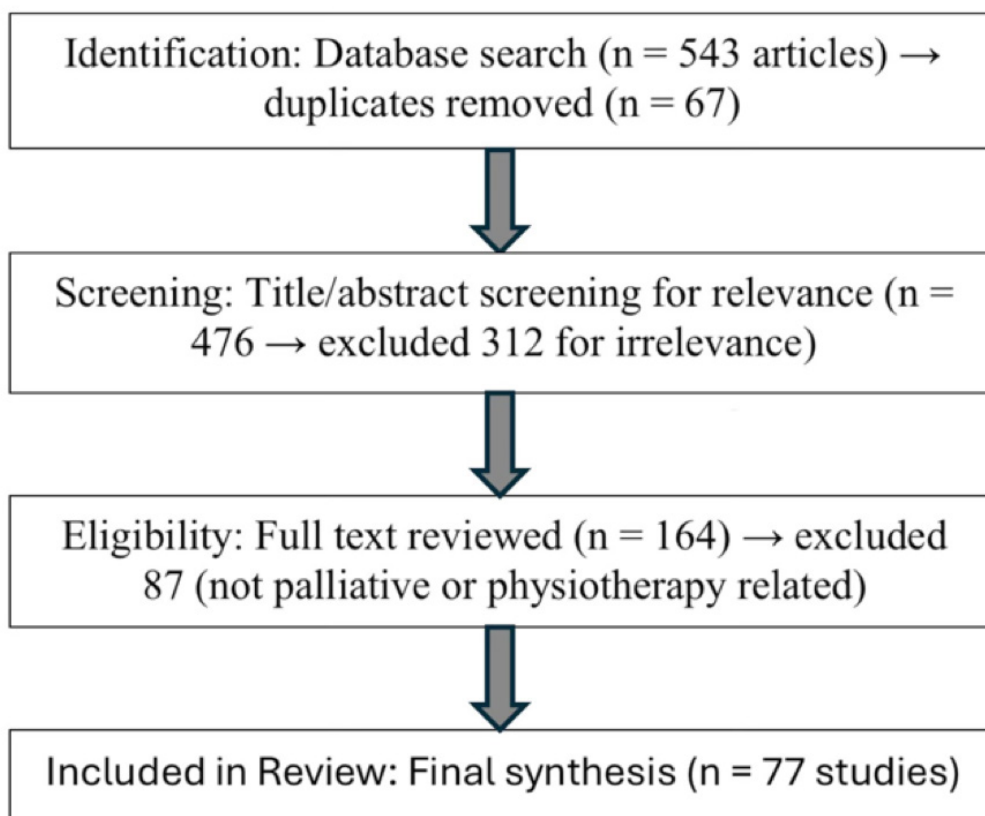 Identification: Database search (n = 543 articles) →
duplicates removed (n = 67)
Screening: Title/abstract screening for relevance (n =
476 → excluded 312 for irrelevance)
Eligibility: Full text reviewed (n = 164) → excluded
87 (not palliative or physiotherapy related)
Included in Review: Final synthesis (n = 77 studies)